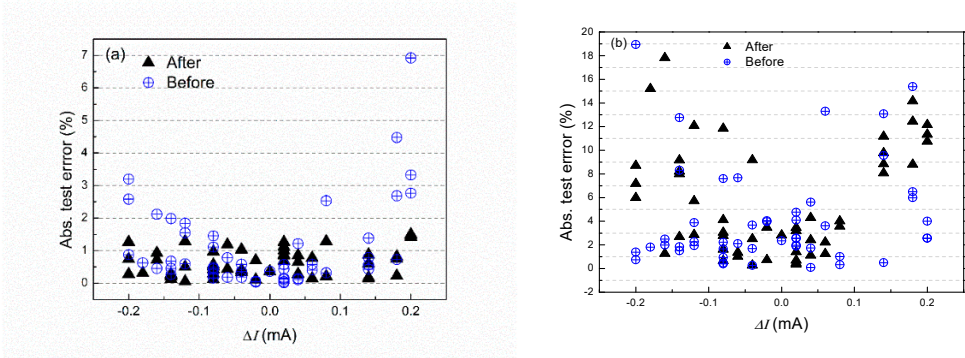 (a)
After
Before
7
6
5
4
3
2
1
0
Abs. test errror (%)
-0.2 -0.1 0.0 0.1 0.2
ΔI (mA)
(b)
After
Before
20
18
16
14
12
10
8
6
4
2
0
-2
Abs. test error (%)
-0.2 -0.1 0.0 0.1 0.2
ΔI (mA)